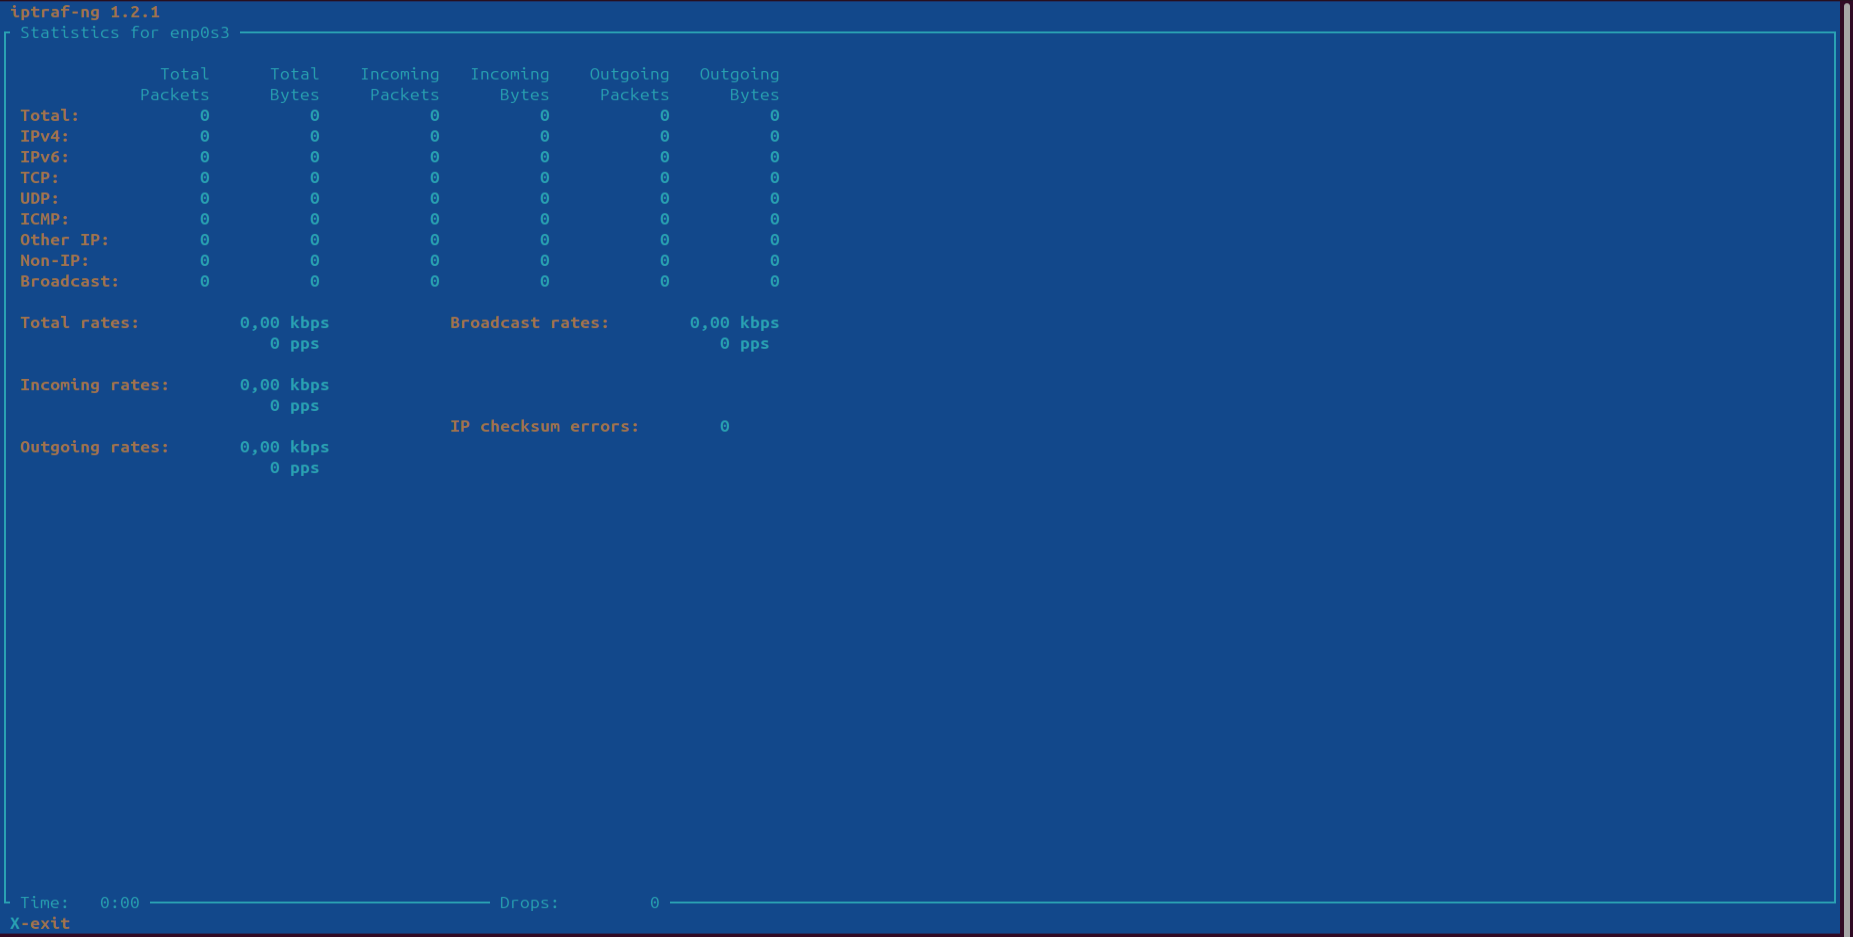 iptraf-ng 1.2.1
Statistics for enp0s3
Total Total Incoming Incoming Outgoing Outgoing
Packets Bytes Packets Bytes Packets Bytes
Total: 0 0 0 0 0 0
IPv4: 0 0 0 0 0 0
IPv6: 0 0 0 0 0 0
TCP: 0 0 0 0 0 0
UDP: 0 0 0 0 0 0
ICMP: 0 0 0 0 0 0
Other IP: 0 0 0 0 0 0
Non-IP: 0 0 0 0 0 0
Broadcast: 0 0 0 0 0 0
Total rates: 0,00 kbps Broadcast rates: 0,00 kbps
0 pps 0 pps
Incoming rates: 0,00 kbps
0 pps
IP checksum errors: 0
Outgoing rates: 0,00 kbps
0 pps
Time: 0:00 Drops: 0
X-exit